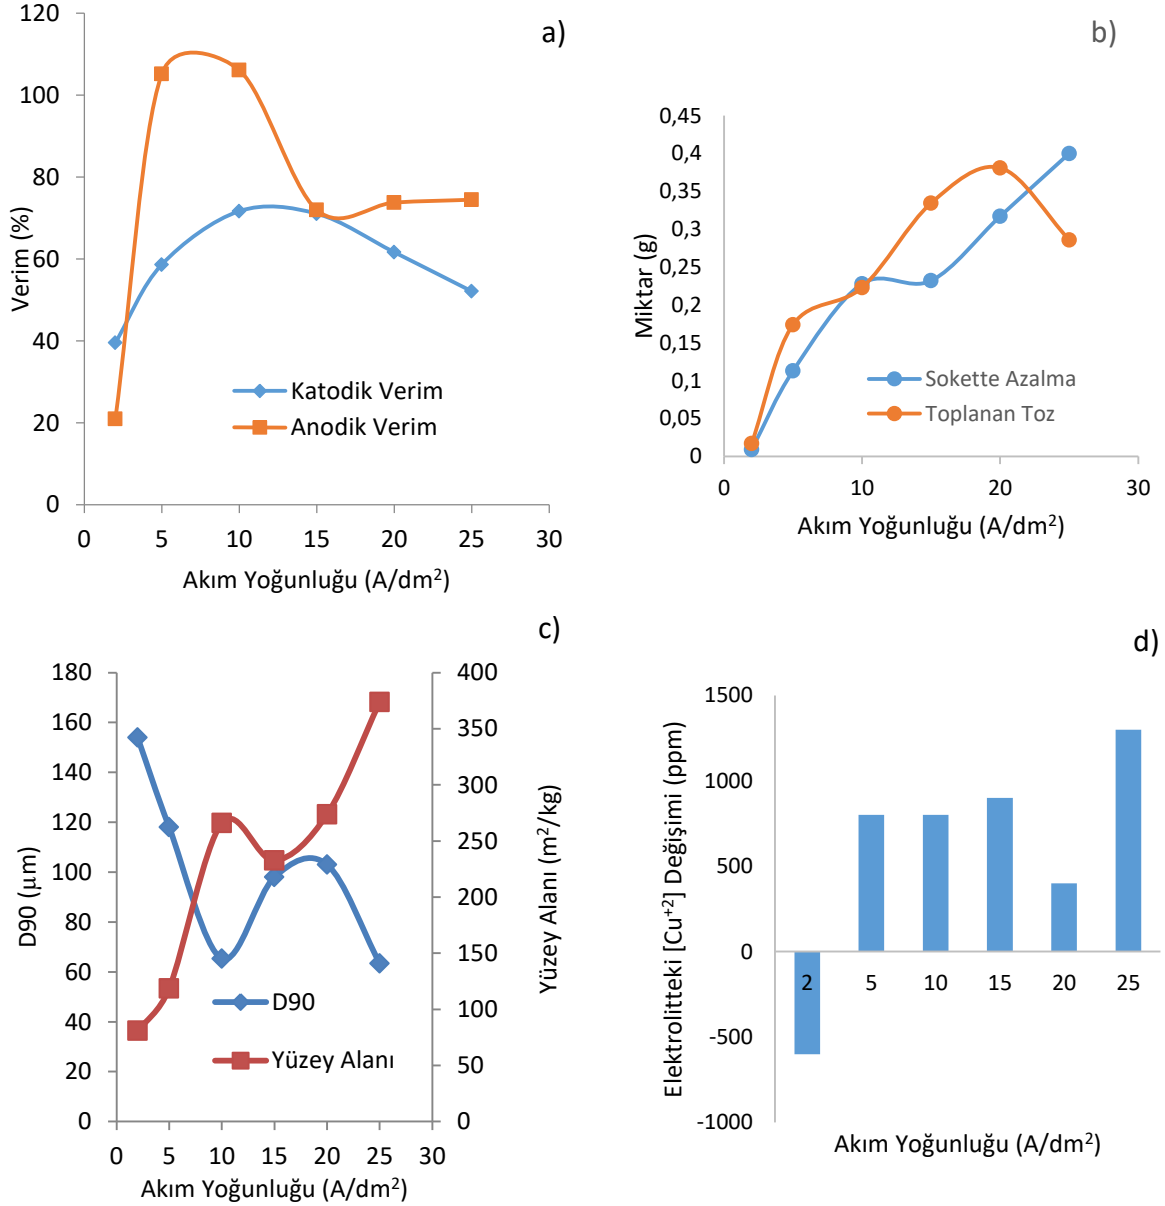 a)
120
100
80
60
40
20
0
Verim (%)
Katodik Verim
Anodik Verim
0 5 10 15 20 25 30
Akım Yoğunluğu (A/dm²)
b)
0,45
0,4
0,35
0,3
0,25
0,2
0,15
0,1
0,05
0
Miktar (g)
Sokette Azalma
Toplanan Toz
0 10 20 30
Akım Yoğunluğu (A/dm²)
c)
180
160
140
120
100
80
60
40
20
0
D90 (µm)
400
350
300
250
200
150
100
50
0
Yüzey Alanı (m²/kg)
D90
Yüzey Alanı
0 5 10 15 20 25 30
Akım Yoğunluğu (A/dm²)
d)
1500
1000
500
0
-500
-1000
Elektrolitteki [Cu⁺²] Değişimi (ppm)
2 5 10 15 20 25
Akım Yoğunluğu (A/dm²)